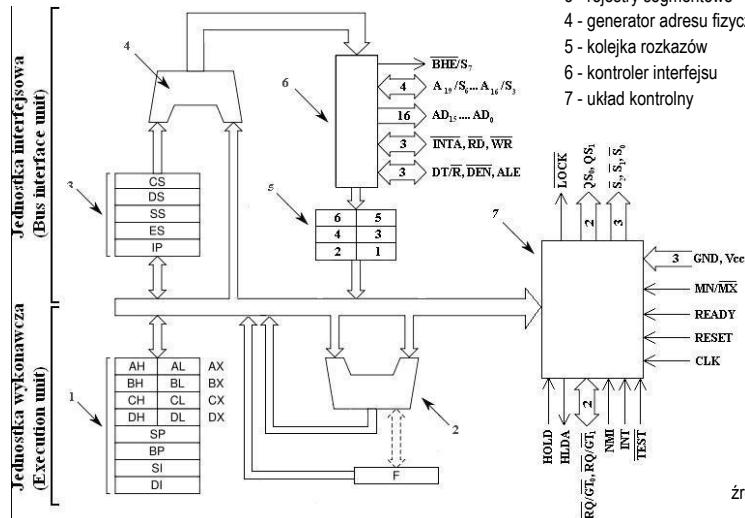 3 - rejestry segmentowe
4 - generator adresu fizycz
5 - kolejka rozkazów
6 - kontroler interfejsu
7 - układ kontrolny
Jednostka interfejsowa
(Bus interface unit)
4
6
BHE/S7
4 A19/S6... A16/S3
16 AD15.... AD0
3 INTA, RD, WR
3 DT/R, DEN, ALE
3
CS
DS
SS
ES
IP
5
6 5
4 3
2 1
7
LOCK
QS0, QS1
S2, S1, S0
2
3
3 GND, Vcc
MN/MX
READY
RESET
CLK
HOLD
HLDA
2
RQ/GT0, RQ/GT1
NMI
INT
TEST
Jednostka wykonawcza
(Execution unit)
1
AH AL AX
BH BL BX
CH CL CX
DH DL DX
SP
BP
SI
DI
2
F
źr